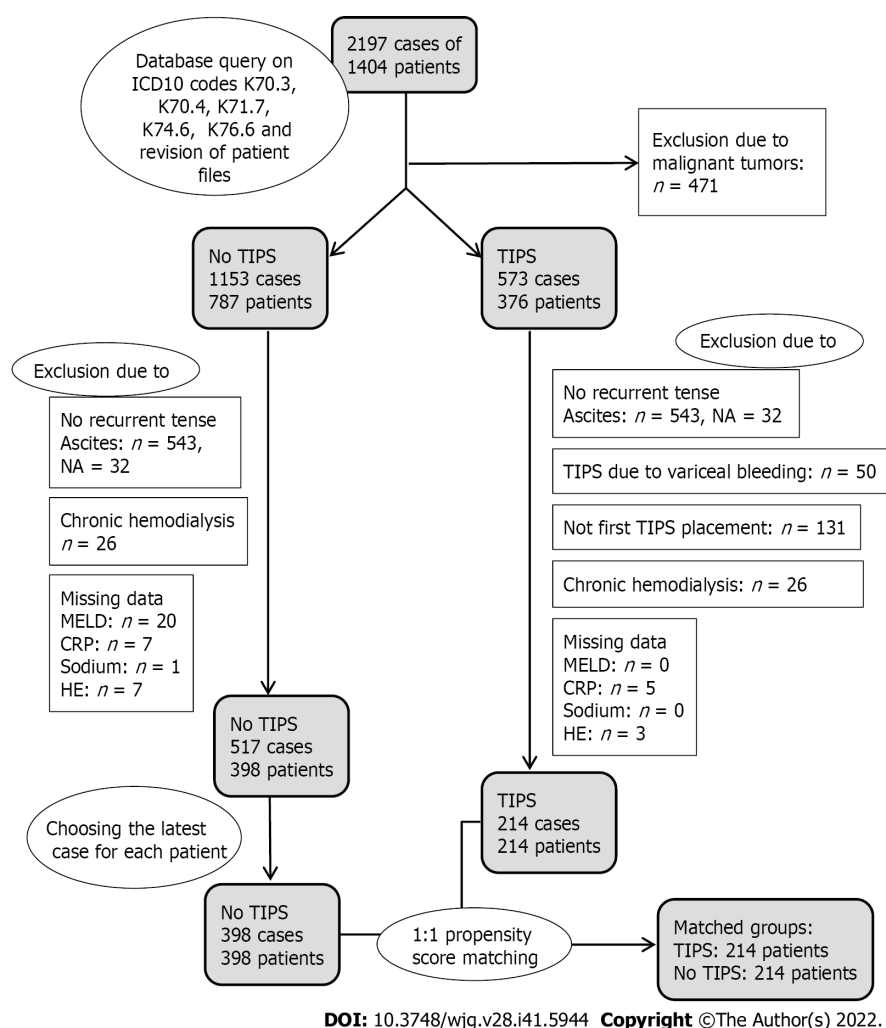 Database query on
ICD10 codes K70.3,
K70.4, K71.7,
K74.6, K76.6 and
revision of patient
files
2197 cases of
1404 patients
Exclusion due to
malignant tumors:
n = 471
No TIPS
1153 cases
787 patients
TIPS
573 cases
376 patients
Exclusion due to
No recurrent tense
Ascites: n = 543,
NA = 32
Chronic hemodialysis
n = 26
Missing data
MELD: n = 20
CRP: n = 7
Sodium: n = 1
HE: n = 7
Exclusion due to
No recurrent tense
Ascites: n = 543, NA = 32
TIPS due to variceal bleeding: n = 50
Not first TIPS placement: n = 131
Chronic hemodialysis: n = 26
Missing data
MELD: n = 0
CRP: n = 5
Sodium: n = 0
HE: n = 3
No TIPS
517 cases
398 patients
TIPS
214 cases
214 patients
Choosing the latest
case for each patient
No TIPS
398 cases
398 patients
1:1 propensity
score matching
Matched groups:
TIPS: 214 patients
No TIPS: 214 patients
DOI: 10.3748/wjg.v28.i41.5944 Copyright ©The Author(s) 2022.